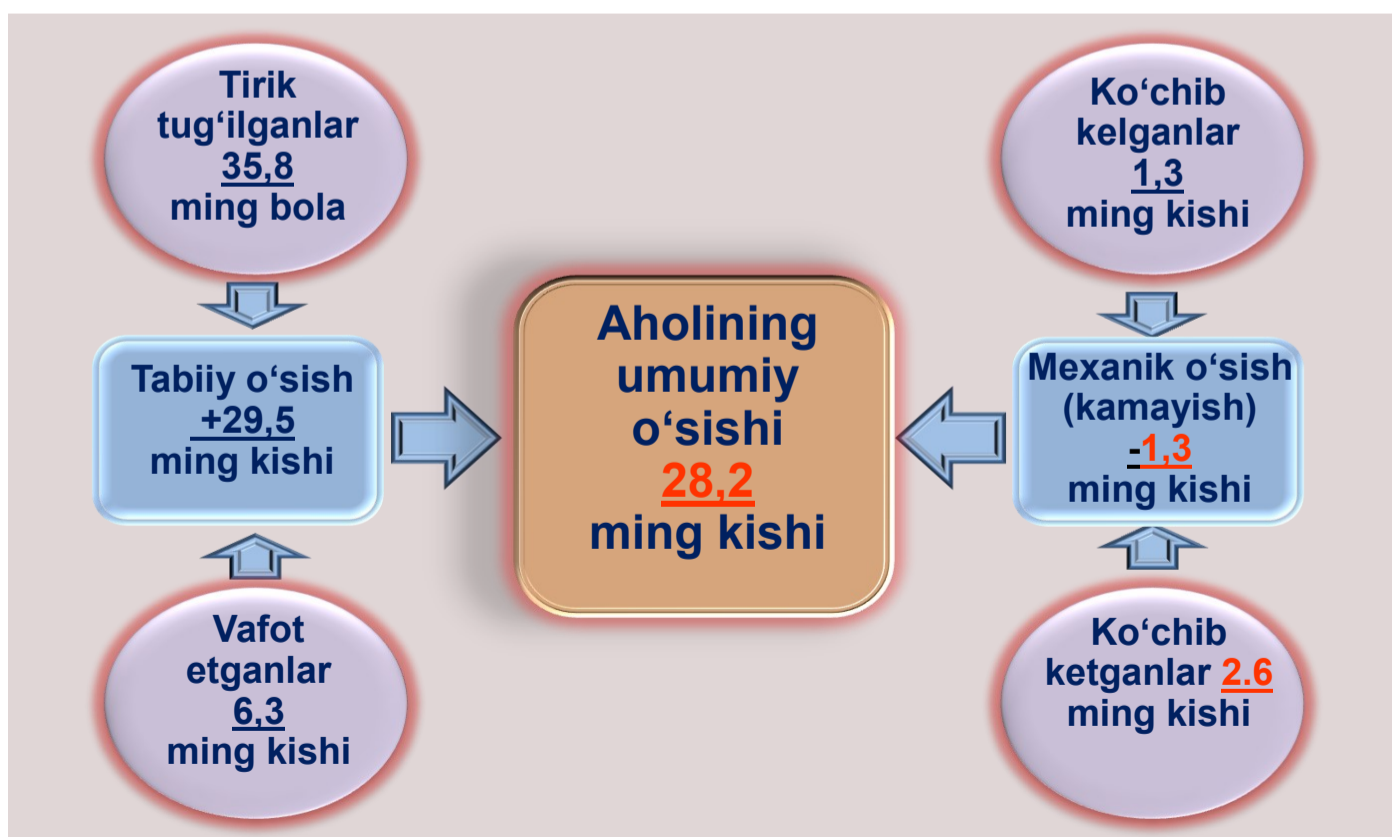 Tirik
tug‘ilganlar
35,8
ming bola
Tabiiy o‘sish
+29,5
ming kishi
Vafot
etganlar
6,3
ming kishi
Aholining
umumiy
o‘sishi
28,2
ming kishi
Ko‘chib
kelganlar
1,3
ming kishi
Mexanik o‘sish
(kamayish)
-1,3
ming kishi
Ko‘chib
ketganlar 2.6
ming kishi